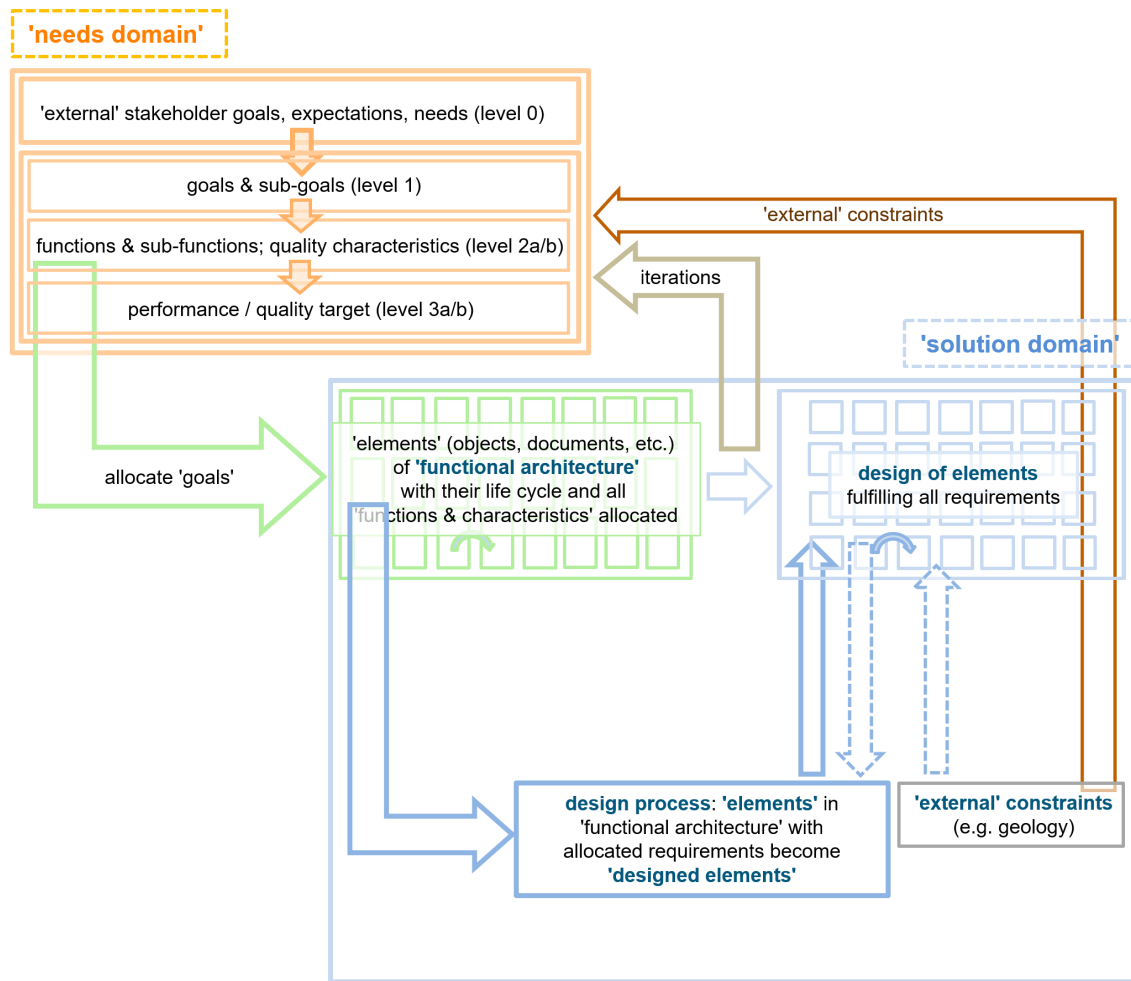 'needs domain'
'external' stakeholder goals, expectations, needs (level 0)
goals & sub-goals (level 1)
functions & sub-functions; quality characteristics (level 2a/b)
performance / quality target (level 3a/b)
'external' constraints
iterations
'solution domain'
allocate 'goals'
'elements' (objects, documents, etc.)
of 'functional architecture'
with their life cycle and all
'functions & characteristics' allocated
design of elements
fulfilling all requirements
design process: 'elements' in
'functional architecture' with
allocated requirements become
'designed elements'
'external' constraints
(e.g. geology)